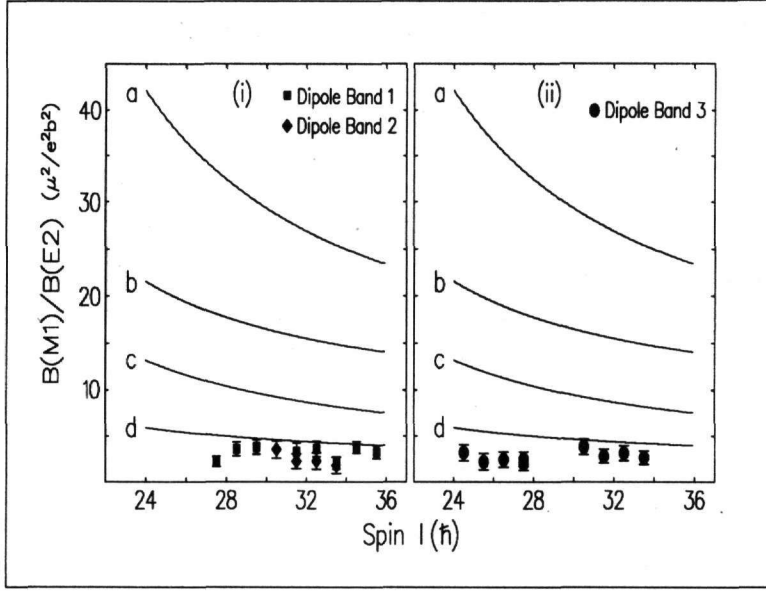 B(M1)/B(E2) (μ²/e²b²)
40
30
20
10
(i)
Dipole Band 1
Dipole Band 2
a
b
c
d
24 28 32 36
(ii)
Dipole Band 3
a
b
c
d
24 28 32 36
Spin I(ħ)